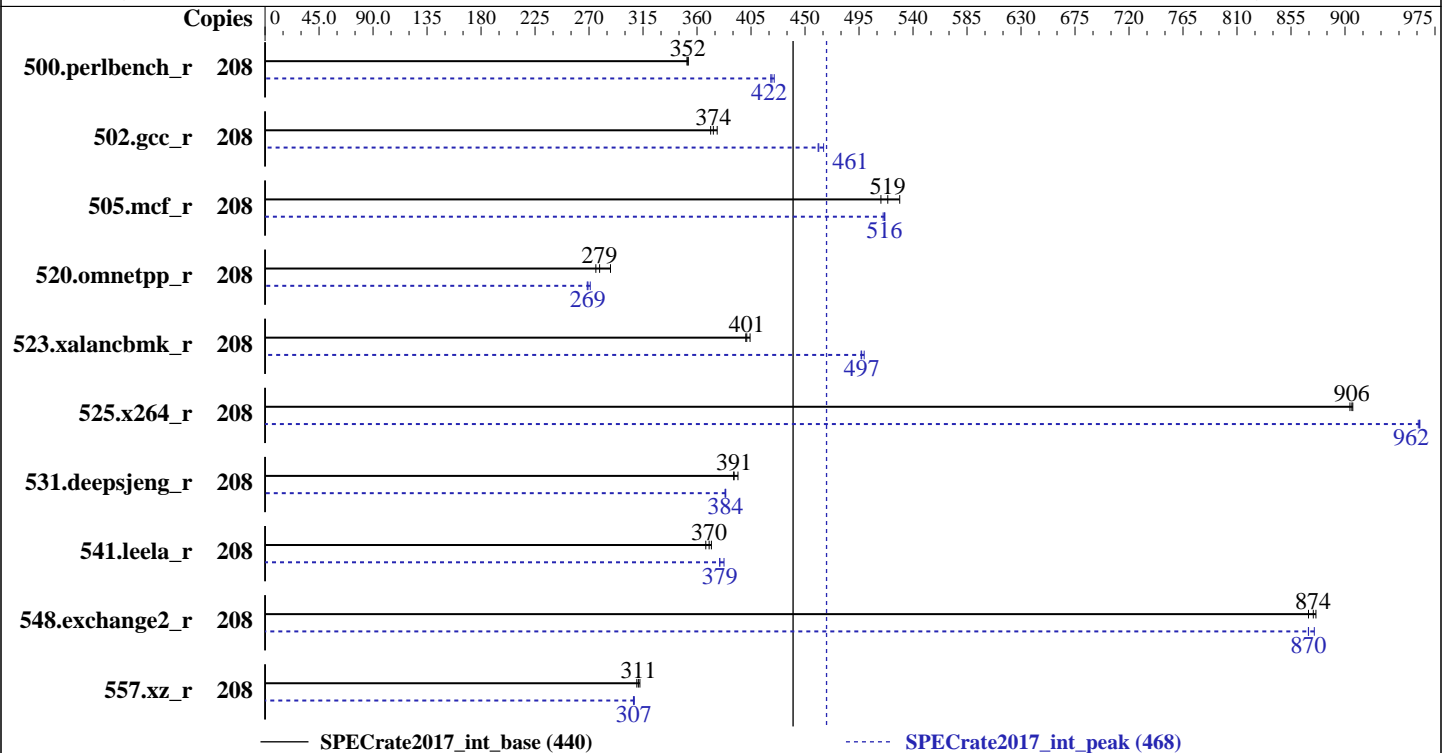 Copies 0 45.0 90.0 135 180 225 270 315 360 405 450 495 540 585 630 675 720 765 810 855 900 975
352
500.perlbench_r 208
422
374
502.gcc_r 208
461
519
505.mcf_r 208
516
279
520.omnetpp_r 208
269
401
523.xalancbmk_r 208
497
906
525.x264_r 208
962
391
531.deepsjeng_r 208
384
370
541.leela_r 208
379
874
548.exchange2_r 208
870
311
557.xz_r 208
307
SPECrate2017_int_base (440) SPECrate2017_int_peak (468)